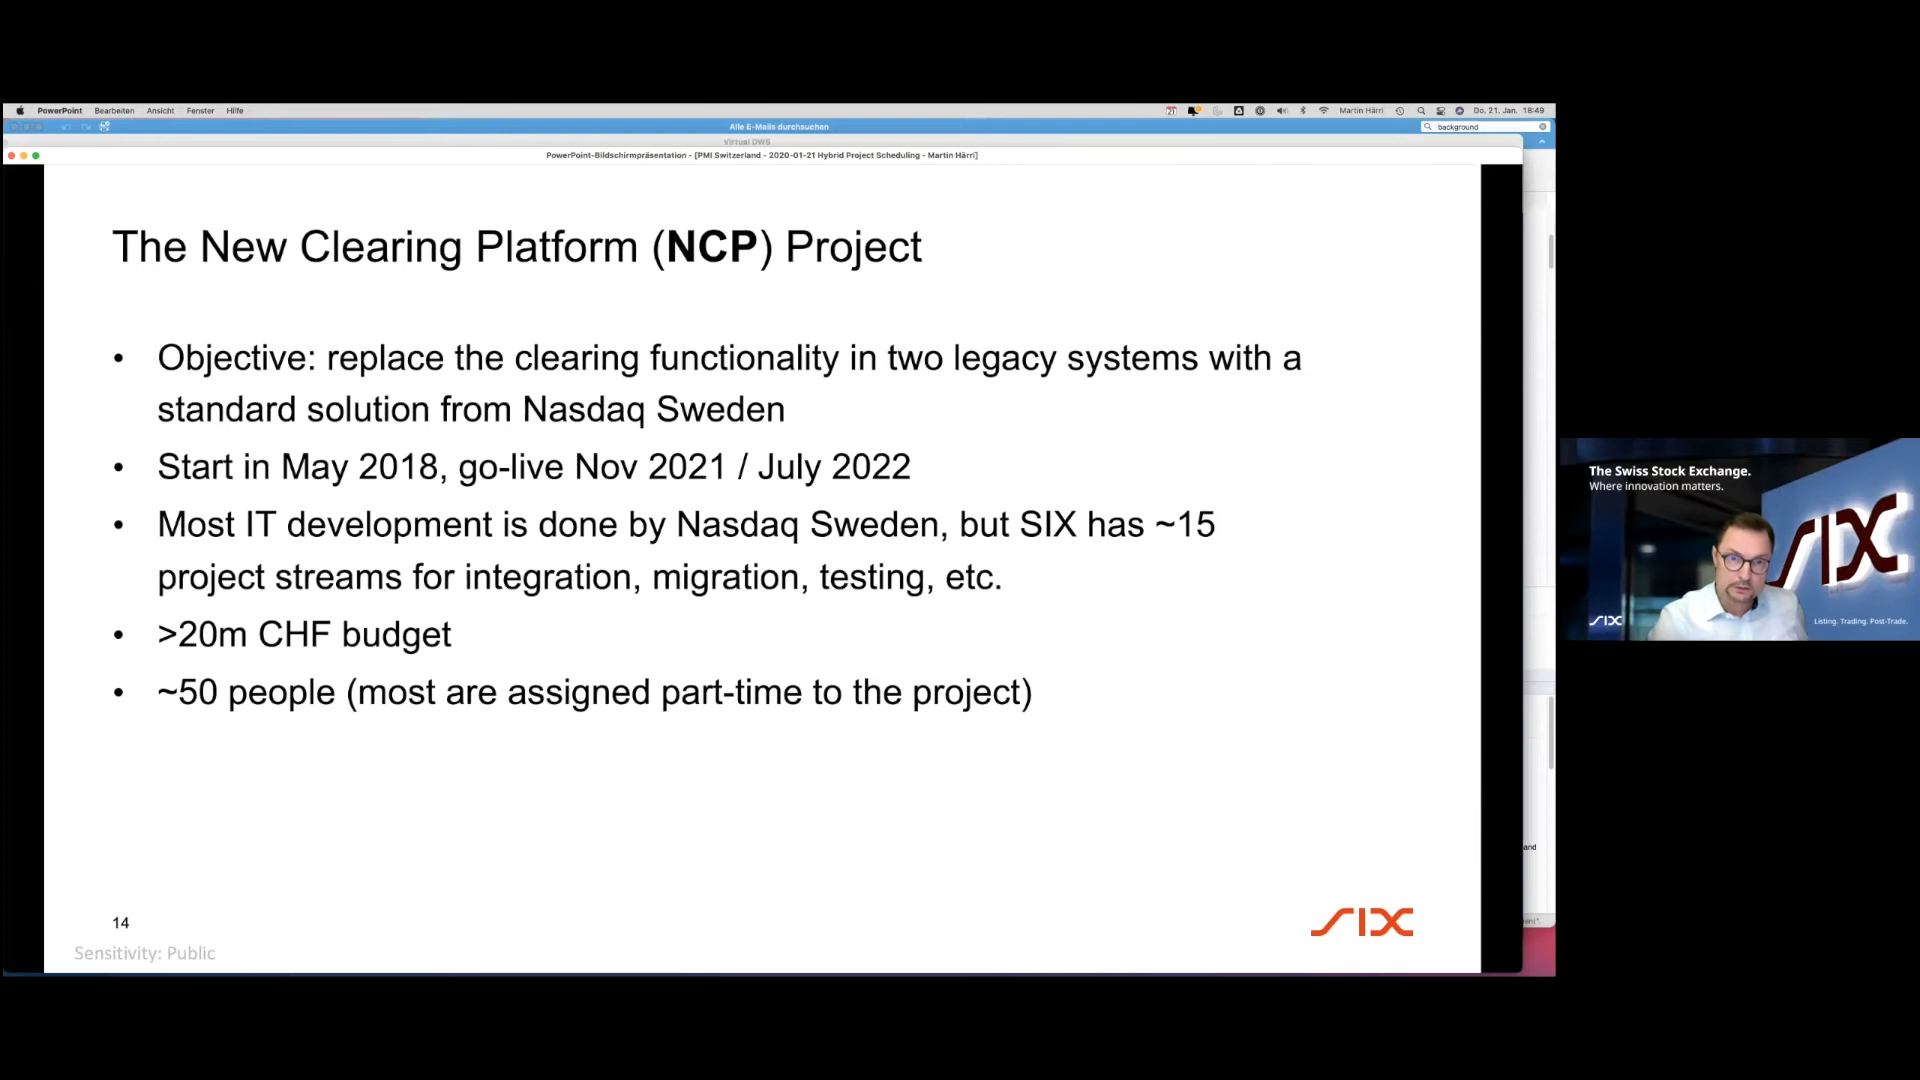 PowerPoint Bearbeiten Ansicht Fenster Hilfe
Martin Härri Do. 21. Jan. 18:49
Alle E-Mails durchsuchen
background
Virtual DWS
PowerPoint-Bildschirmpräsentation - [PMI Switzerland - 2020-01-21 Hybrid Project Scheduling - Martin Härri]
The New Clearing Platform (NCP) Project
• Objective: replace the clearing functionality in two legacy systems with a
standard solution from Nasdaq Sweden
• Start in May 2018, go-live Nov 2021 / July 2022
• Most IT development is done by Nasdaq Sweden, but SIX has ~15
project streams for integration, migration, testing, etc.
• >20m CHF budget
• ~50 people (most are assigned part-time to the project)
14
SIX
Sensitivity: Public
and
The Swiss Stock Exchange.
Where innovation matters.
SIX
SIX
Listing. Trading. Post-Trade.